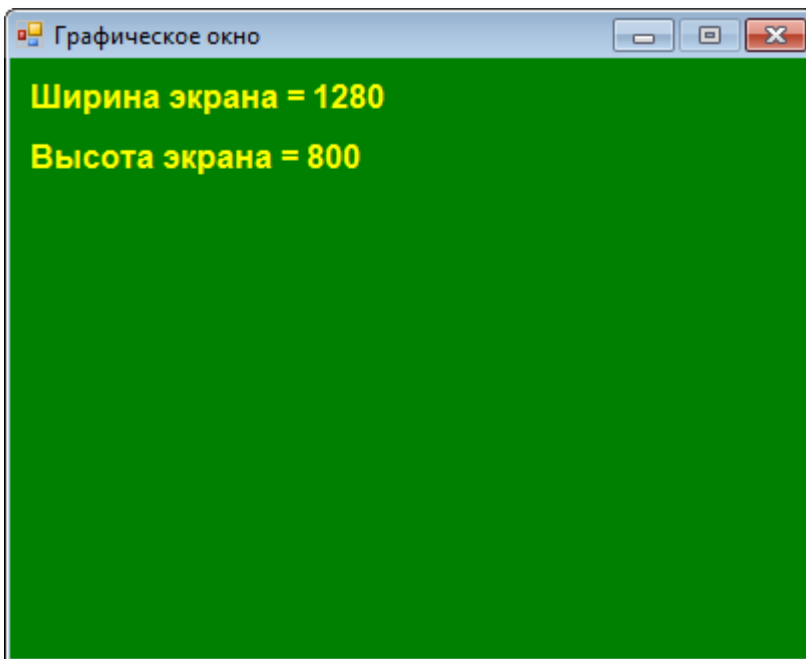 Графическое окно
Ширина экрана = 1280
Высота экрана = 800